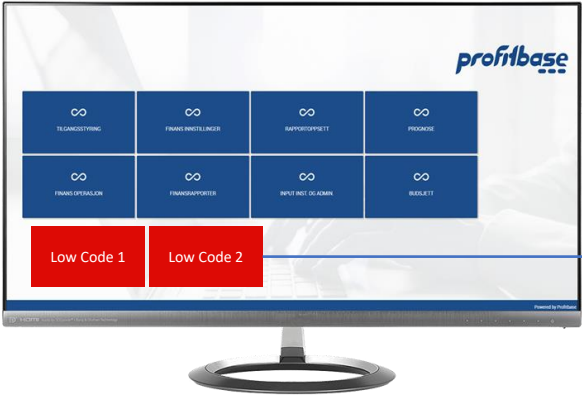 profitbase
TILGANGSSTYRING
FINANS INNSTILLINGER
RAPPORTOPPSETT
PROGNOSE
FINANS OPERASJON
FINANSRAPPORTER
INPUT INST. OG ADMIN.
BUDSJETT
Low Code 1
Low Code 2
Powered by Profitbase
HDMI